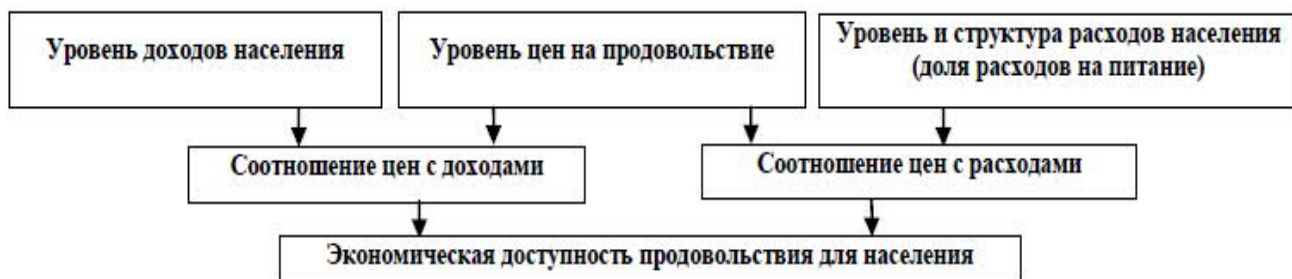 Уровень доходов населения
Уровень цен на продовольствие
Уровень и структура расходов населения
(доля расходов на питание)
Соотношение цен с доходами
Соотношение цен с расходами
Экономическая доступность продовольствия для населения